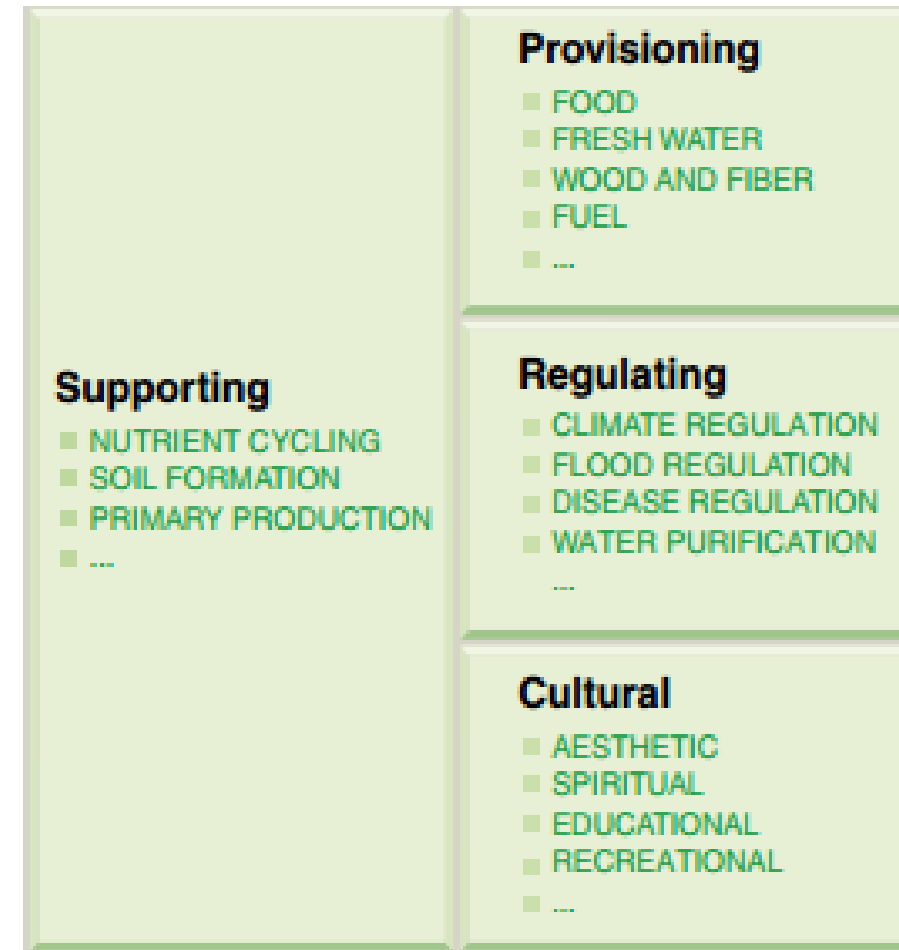 Supporting
NUTRIENT CYCLING
SOIL FORMATION
PRIMARY PRODUCTION
...
Provisioning
FOOD
FRESH WATER
WOOD AND FIBER
FUEL
...
Regulating
CLIMATE REGULATION
FLOOD REGULATION
DISEASE REGULATION
WATER PURIFICATION
...
Cultural
AESTHETIC
SPIRITUAL
EDUCATIONAL
RECREATIONAL
...